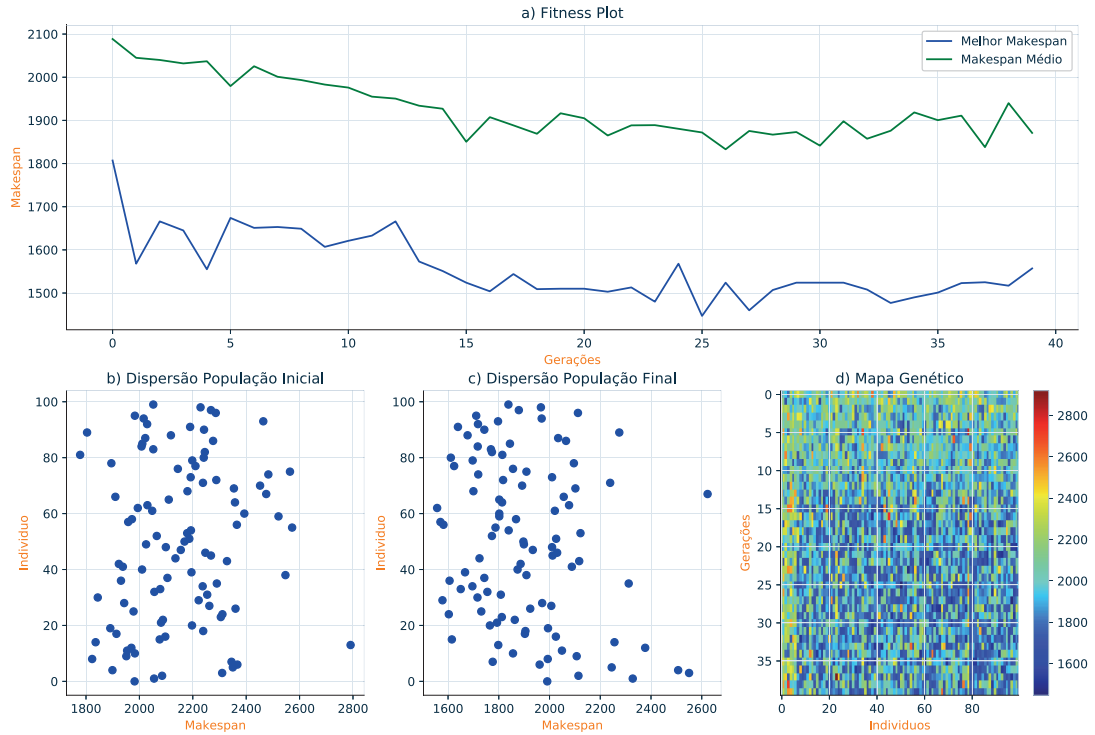 a) Fitness Plot
2100
2000
1900
1800
1700
1600
1500
Makespan
Melhor Makespan
Makespan Médio
0 5 10 15 20 25 30 35 40
Gerações
b) Dispersão População Inicial
100
80
60
40
20
0
Individuo
2000 2200 2400 2600 2800
Makespan
c) Dispersão População Final
100
80
60
40
20
0
Individuo
1600 1800 2000 2200 2400 2600
Makespan
d) Mapa Genético
0
5
10
15
20
25
30
35
Gerações
0 20 40 60 80
Individuos
2800
2600
2400
2200
2000
1800
1600